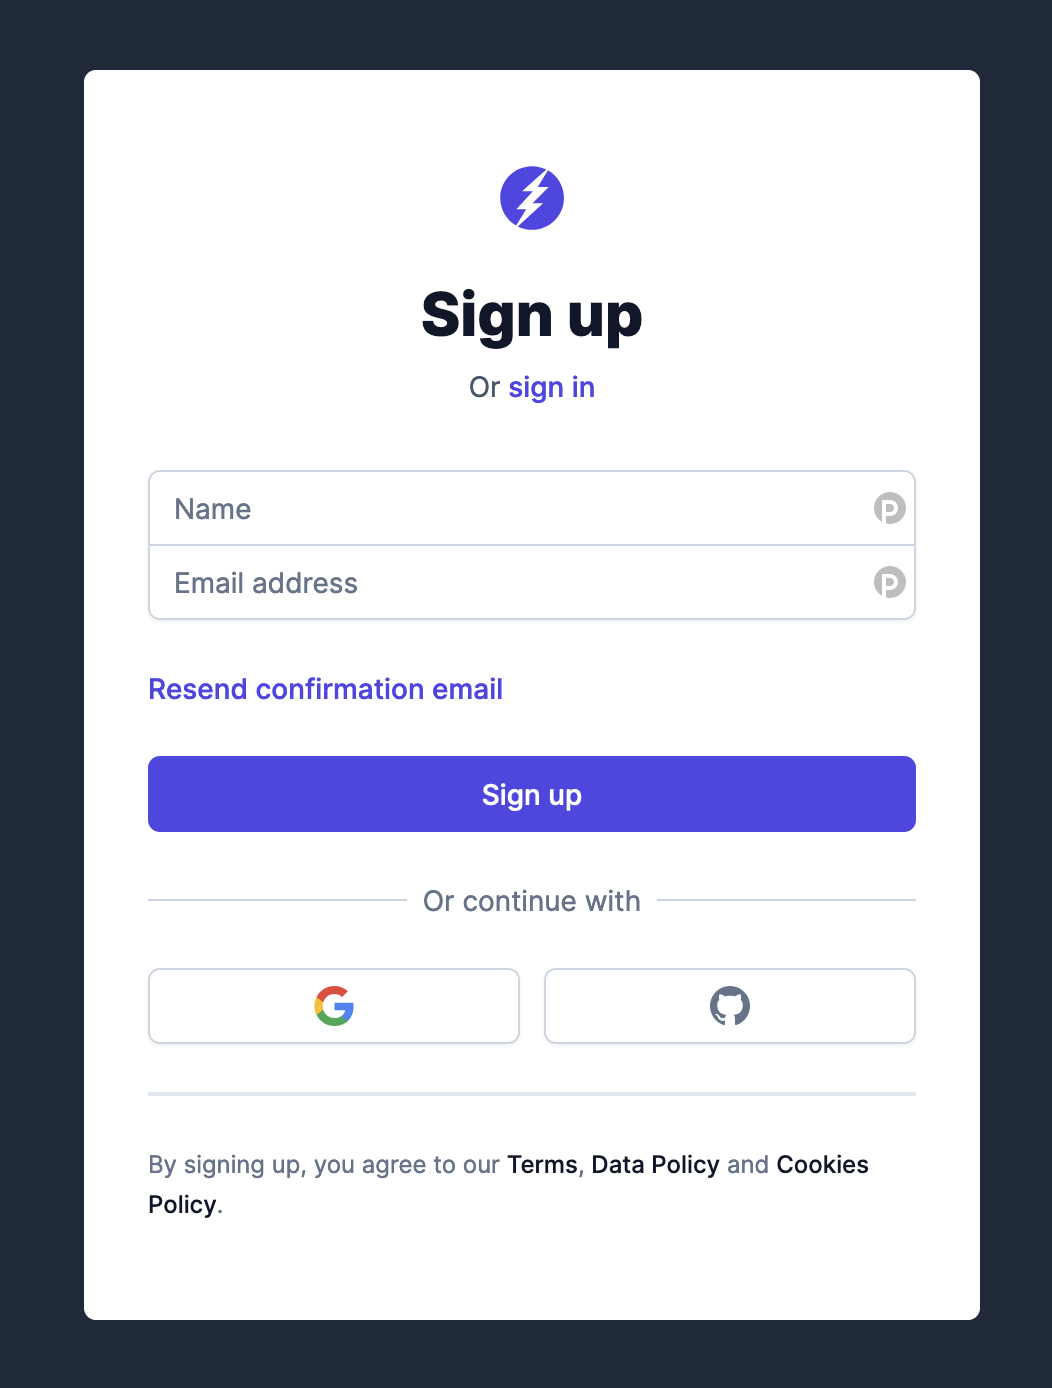 Sign up
Or sign in
Name
Email address
Resend confirmation email
Sign up
Or continue with
By signing up, you agree to our Terms, Data Policy and Cookies
Policy.